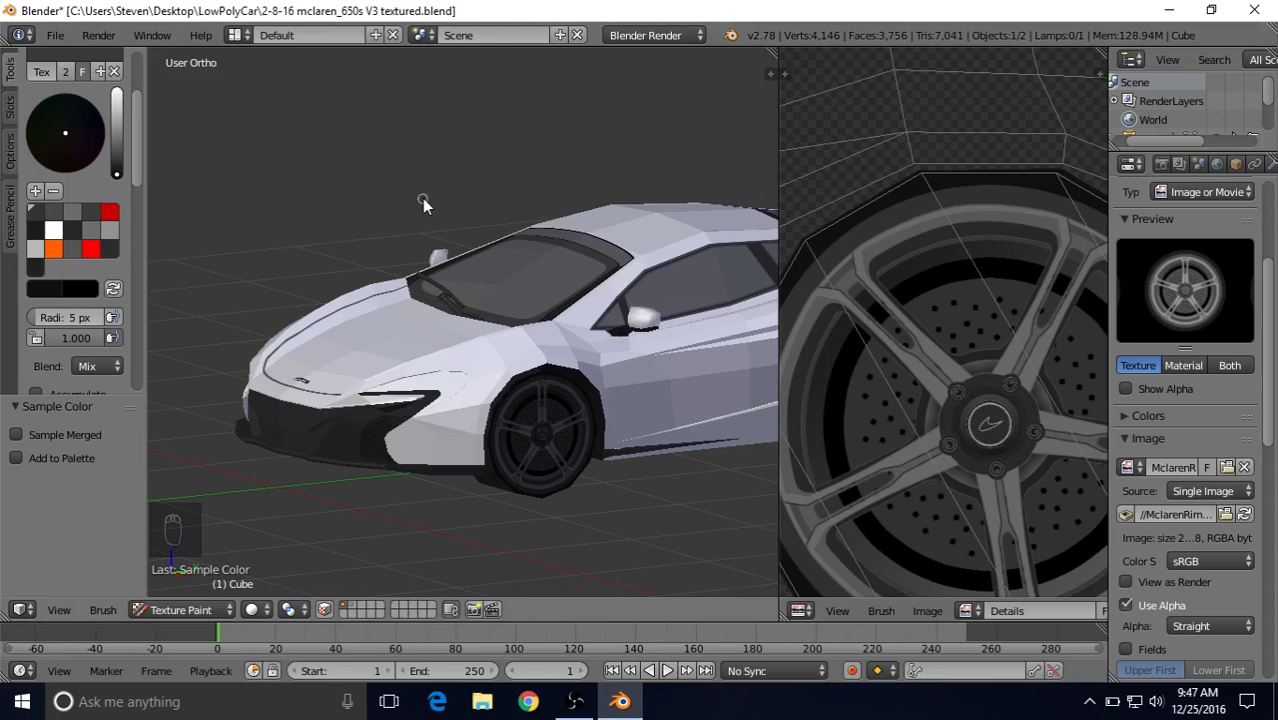 Blender* [C:\Users\Steven\Desktop\LowPolyCar\2-8-16 mclaren_650s V3 textured.blend]
File Render Window Help Default Scene Blender Render v2.78 | Verts:4,146 | Faces:3,756 | Tris:7,041 | Objects:1/2 | Lamps:0/1 | Mem:128.94M | Cube
User Ortho
View Search All Sc
Tools
Slots
Options
Grease Pencil
Tex 2 F
Radi: 5 px
1.000
Blend: Mix
Accumulate
Sample Color
Sample Merged
Add to Palette
Last: Sample Color
(1) Cube
Scene
RenderLayers
World
Typ Image or Movie
Preview
Texture Material Both
Show Alpha
Colors
Image
MclarenR F
Source: Single Image
//MclarenRim...
Image: size 2...8, RGBA byt
Color S sRGB
View as Render
Use Alpha
Alpha: Straight
Fields
Upper First Lower First
View Brush Texture Paint
View Brush Image Details F
-60 -40 -20 0 20 40 60 80 100 120 140 160 180 200 220 240 260 280
View Marker Frame Playback Start: 1 End: 250 1 No Sync
Ask me anything
9:47 AM
12/25/2016